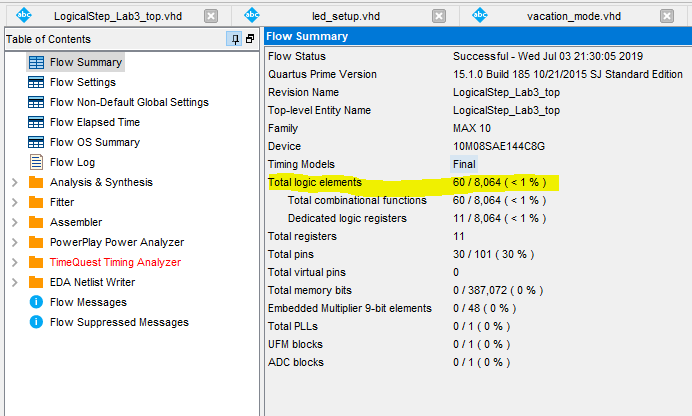 LogicalStep_Lab3_top.vhd led_setup.vhd vacation_mode.vhd
Table of Contents
Flow Summary
Flow Settings
Flow Non-Default Global Settings
Flow Elapsed Time
Flow OS Summary
Flow Log
Analysis & Synthesis
Fitter
Assembler
PowerPlay Power Analyzer
TimeQuest Timing Analyzer
EDA Netlist Writer
Flow Messages
Flow Suppressed Messages
Flow Summary
Flow Status Successful - Wed Jul 03 21:30:05 2019
Quartus Prime Version 15.1.0 Build 185 10/21/2015 SJ Standard Edition
Revision Name LogicalStep_Lab3_top
Top-level Entity Name LogicalStep_Lab3_top
Family MAX 10
Device 10M08SAE144C8G
Timing Models Final
Total logic elements 60 / 8,064 ( < 1 % )
Total combinational functions 60 / 8,064 ( < 1 % )
Dedicated logic registers 11 / 8,064 ( < 1 % )
Total registers 11
Total pins 30 / 101 ( 30 % )
Total virtual pins 0
Total memory bits 0 / 387,072 ( 0 % )
Embedded Multiplier 9-bit elements 0 / 48 ( 0 % )
Total PLLs 0 / 1 ( 0 % )
UFM blocks 0 / 1 ( 0 % )
ADC blocks 0 / 1 ( 0 % )